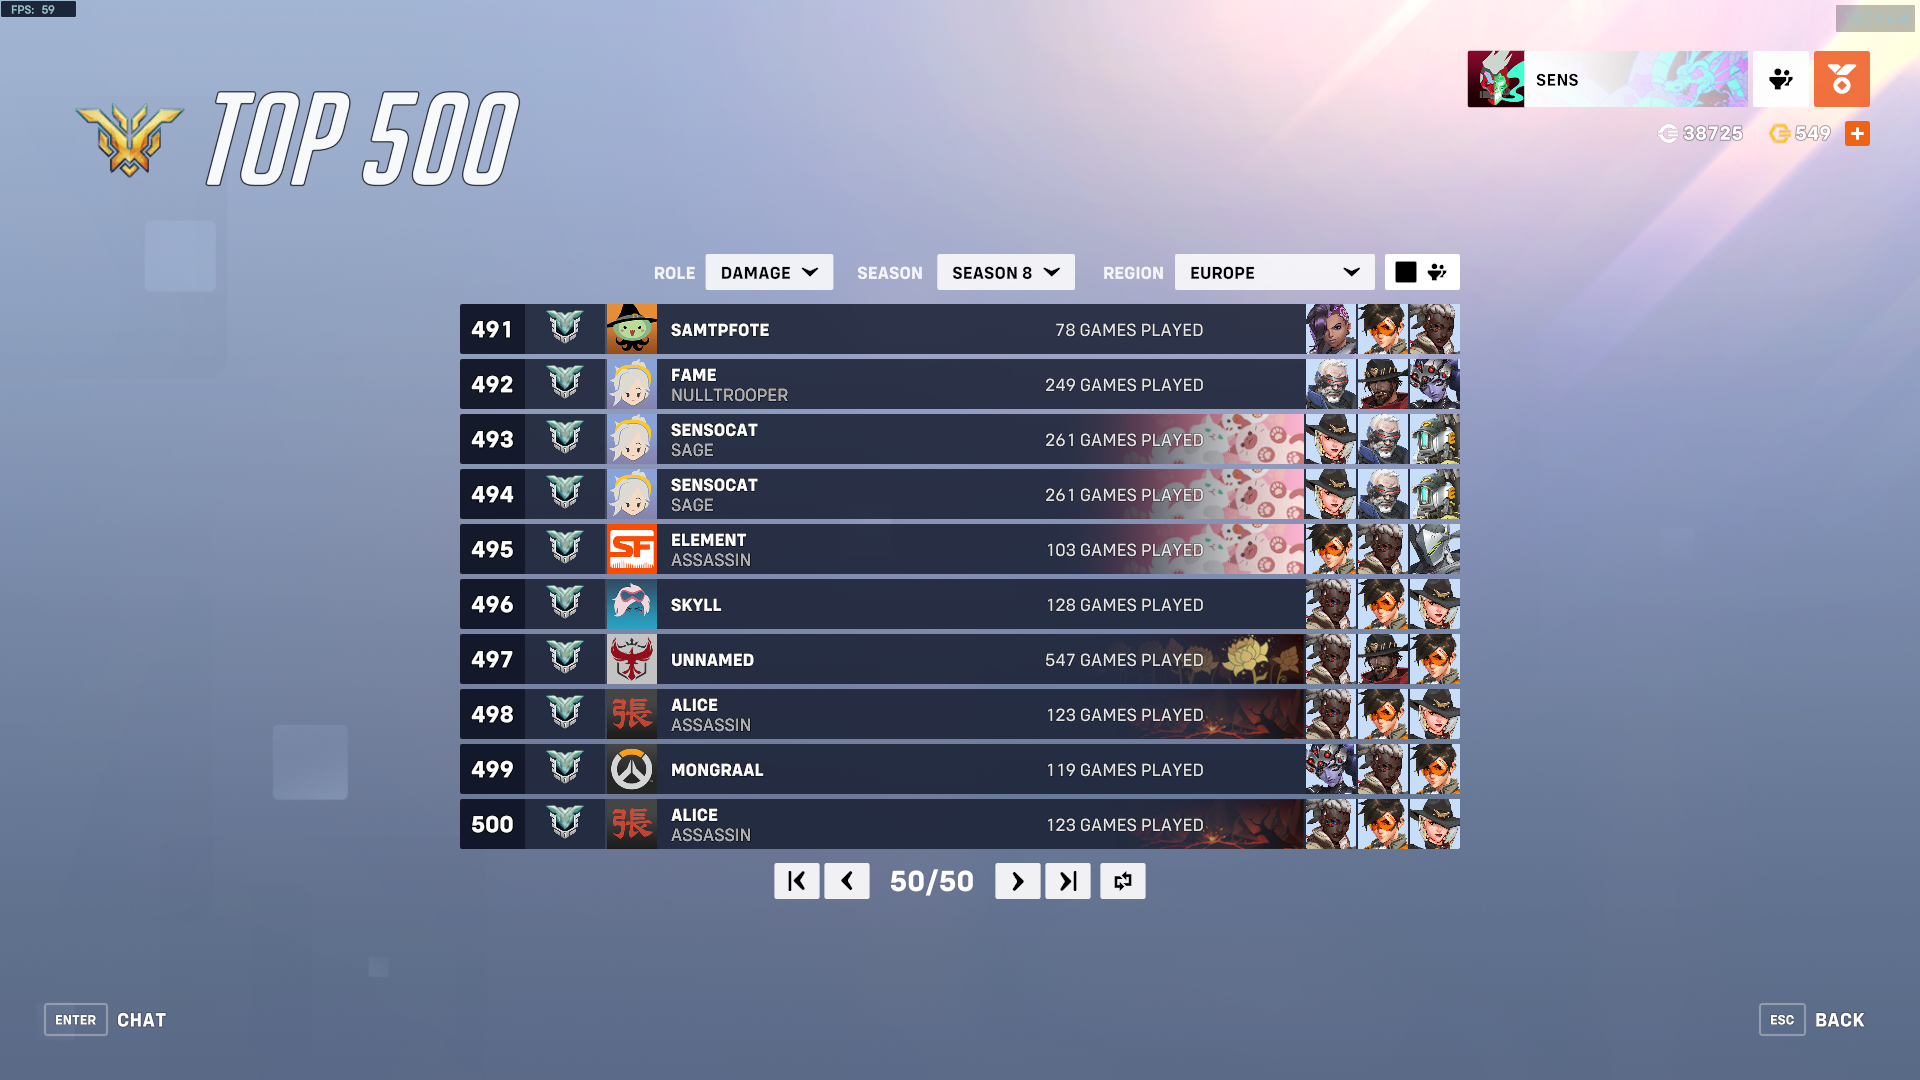 FPS: 59
TOP 500
SENS
38725 549
ROLE DAMAGE SEASON SEASON 8 REGION EUROPE
491 SAMTPFOTE 78 GAMES PLAYED
492 FAME 249 GAMES PLAYED
NULLTROOPER
493 SENSOCAT 261 GAMES PLAYED
SAGE
494 SENSOCAT 261 GAMES PLAYED
SAGE
495 SF ELEMENT 103 GAMES PLAYED
ASSASSIN
496 SKYLL 128 GAMES PLAYED
497 UNNAMED 547 GAMES PLAYED
498 張 ALICE 123 GAMES PLAYED
ASSASSIN
499 MONGRAAL 119 GAMES PLAYED
500 張 ALICE 123 GAMES PLAYED
ASSASSIN
50/50
ENTER CHAT
ESC BACK